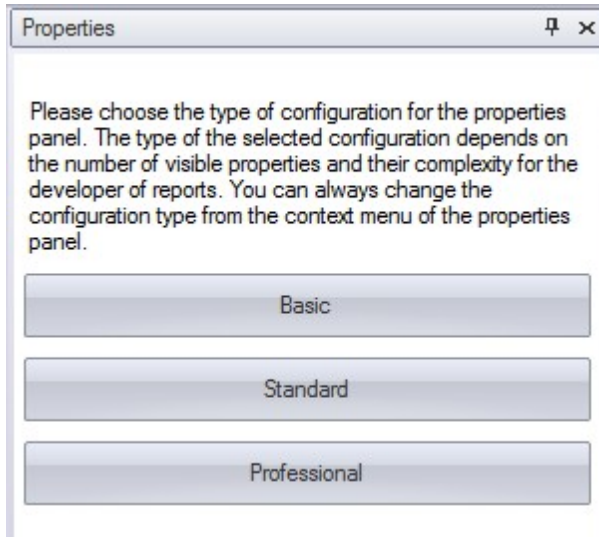 Properties
Please choose the type of configuration for the properties
panel. The type of the selected configuration depends on
the number of visible properties and their complexity for the
developer of reports. You can always change the
configuration type from the context menu of the properties
panel.
Basic
Standard
Professional